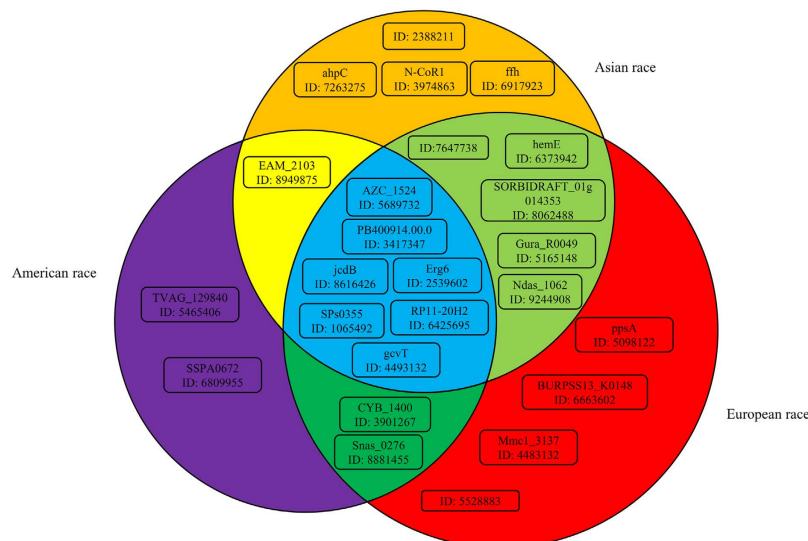 ID: 2388211
Asian race
ahpC
ID: 7263275
N-CoR1
ID: 3974863
ffh
ID: 6917923
ID:7647738
hemE
ID: 6373942
EAM_2103
ID: 8949875
AZC_1524
ID: 5689732
SORBIDRAFT_01g
014353
ID: 8062488
PB400914.00.0
ID: 3417347
Gura_R0049
ID: 5165148
American race
jcdB
ID: 8616426
Erg6
ID: 2539602
Ndas_1062
ID: 9244908
TVAG_129840
ID: 5465406
SPs0355
ID: 1065492
RP11-20H2
ID: 6425695
ppsA
ID: 5098122
gcvT
ID: 4493132
SSPA0672
ID: 6809955
BURPSS13_K0148
ID: 6663602
CYB_1400
ID: 3901267
European race
Snas_0276
ID: 8881455
Mmc1_3137
ID: 4483132
ID: 5528883